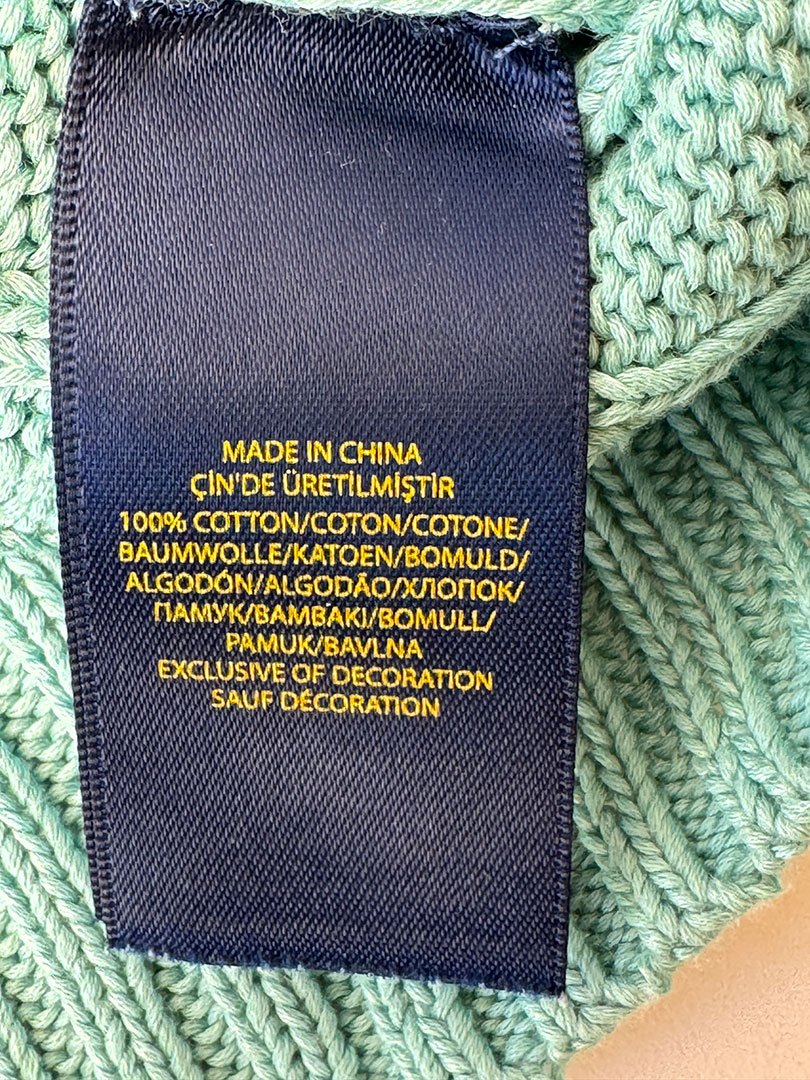 MADE IN CHINA
ÇİN'DE ÜRETİLMİŞTİR
100% COTTON/COTON/COTONE/
BAUMWOLLE/KATOEN/BOMULD/
ALGODÓN/ALGODÃO/ХЛОПОК/
ПАМУК/BAMBAKI/BOMULL/
PAMUK/BAVLNA
EXCLUSIVE OF DECORATION
SAUF DÉCORATION